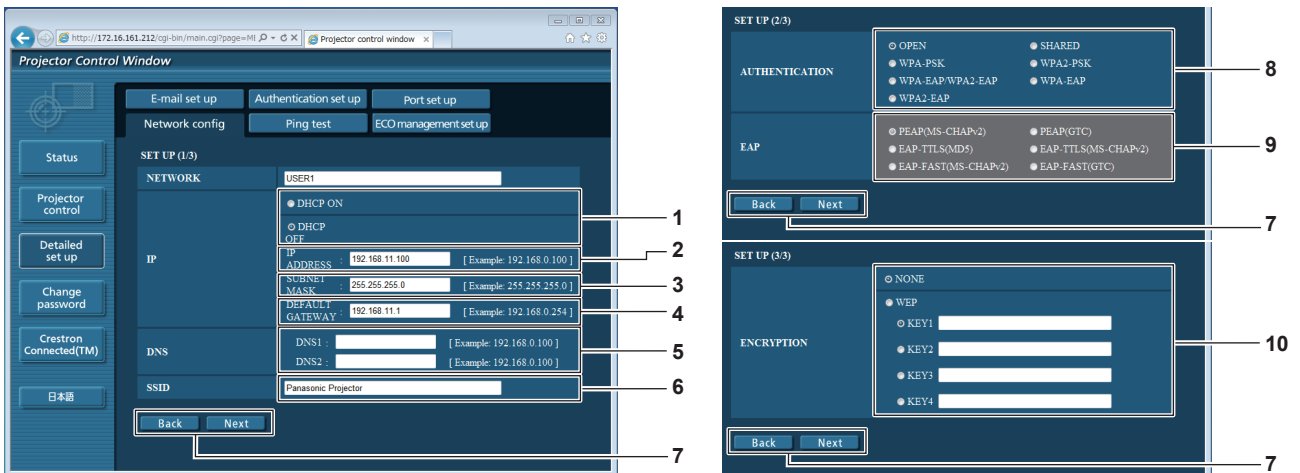 http://172.16.161.212/cgi-bin/main.cgi?page=MI
Projector control window
Projector Control Window
E-mail set up
Authentication set up
Port set up
Network config
Ping test
ECO management set up
Status
Projector control
Detailed set up
Change password
Crestron Connected(TM)
日本語
SET UP (1/3)
NETWORK
USER1
IP
DHCP ON
DHCP
OFF
IP
ADDRESS : 192.168.11.100 [ Example: 192.168.0.100 ]
SUBNET
MASK : 255.255.255.0 [ Example: 255.255.255.0 ]
DEFAULT
GATEWAY : 192.168.11.1 [ Example: 192.168.0.254 ]
DNS
DNS1 : [ Example: 192.168.0.100 ]
DNS2 : [ Example: 192.168.0.100 ]
SSID
Panasonic Projector
Back Next
1
2
3
4
5
6
7
SET UP (2/3)
AUTHENTICATION
OPEN SHARED
WPA-PSK WPA2-PSK
WPA-EAP/WPA2-EAP WPA-EAP
WPA2-EAP
8
EAP
PEAP(MS-CHAPv2) PEAP(GTC)
EAP-TTLS(MD5) EAP-TTLS(MS-CHAPv2)
EAP-FAST(MS-CHAPv2) EAP-FAST(GTC)
9
Back Next
7
SET UP (3/3)
ENCRYPTION
NONE
WEP
KEY1
KEY2
KEY3
KEY4
10
Back Next
7